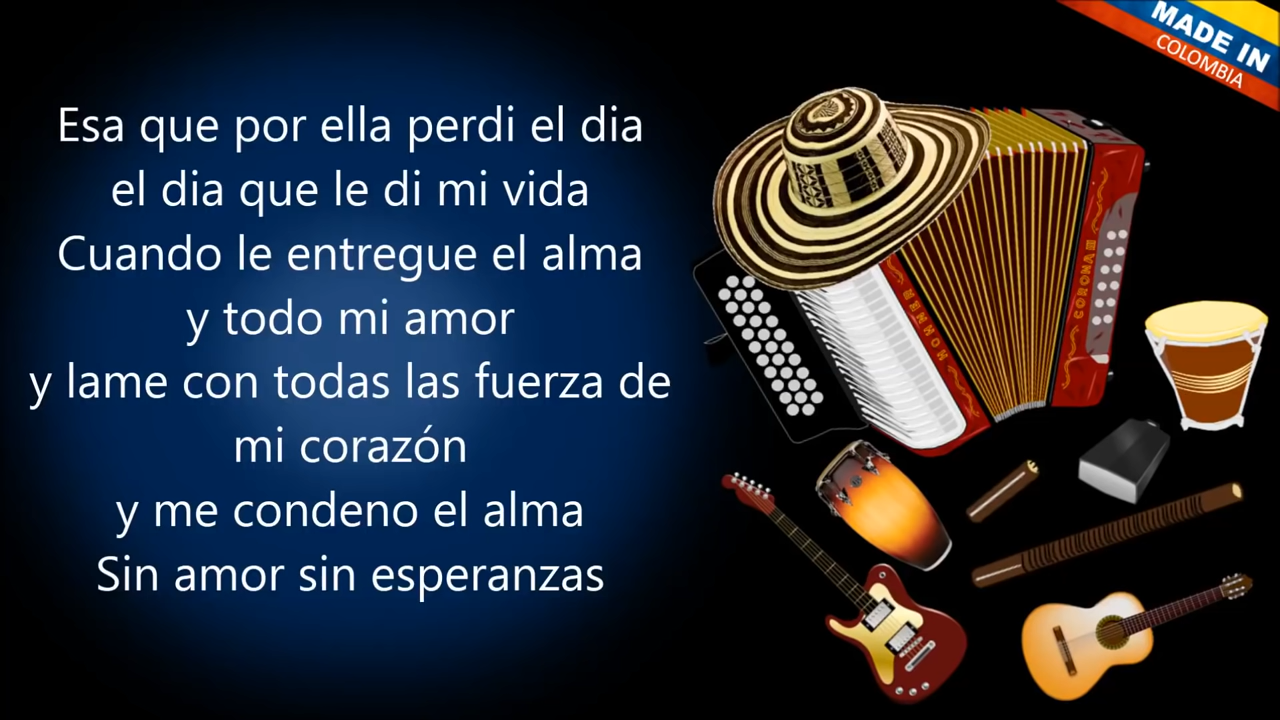 Esa que por ella perdi el dia
el dia que le di mi vida
Cuando le entregue el alma
y todo mi amor
y lame con todas las fuerza de
mi corazón
y me condeno el alma
Sin amor sin esperanzas
MADE IN
COLOMBIA
HOHNER
CORONA III